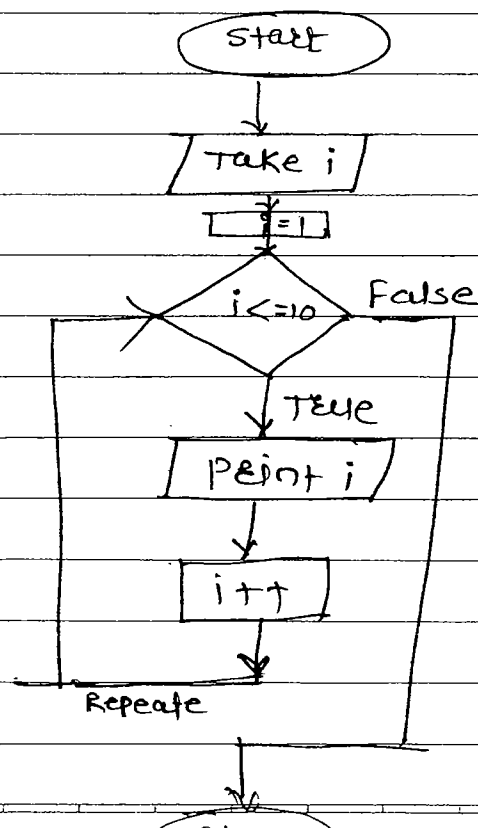 Start
Take i
i=1
i<=10
False
True
Print i
i++
Repeate